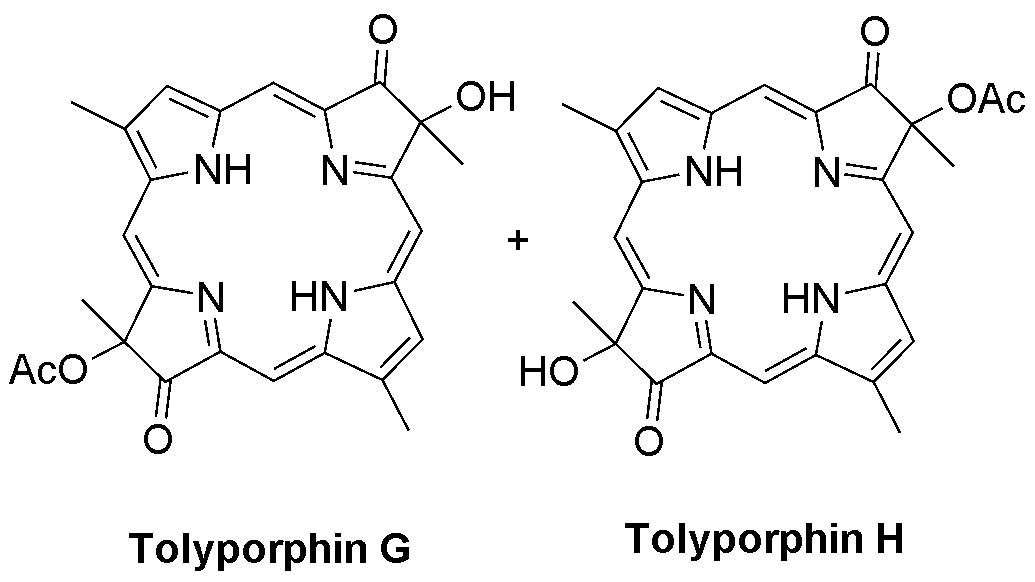 O
OH
NH
N
N
HN
AcO
O
Tolyporphin G
+
O
OAc
NH
N
N
HN
HO
O
Tolyporphin H